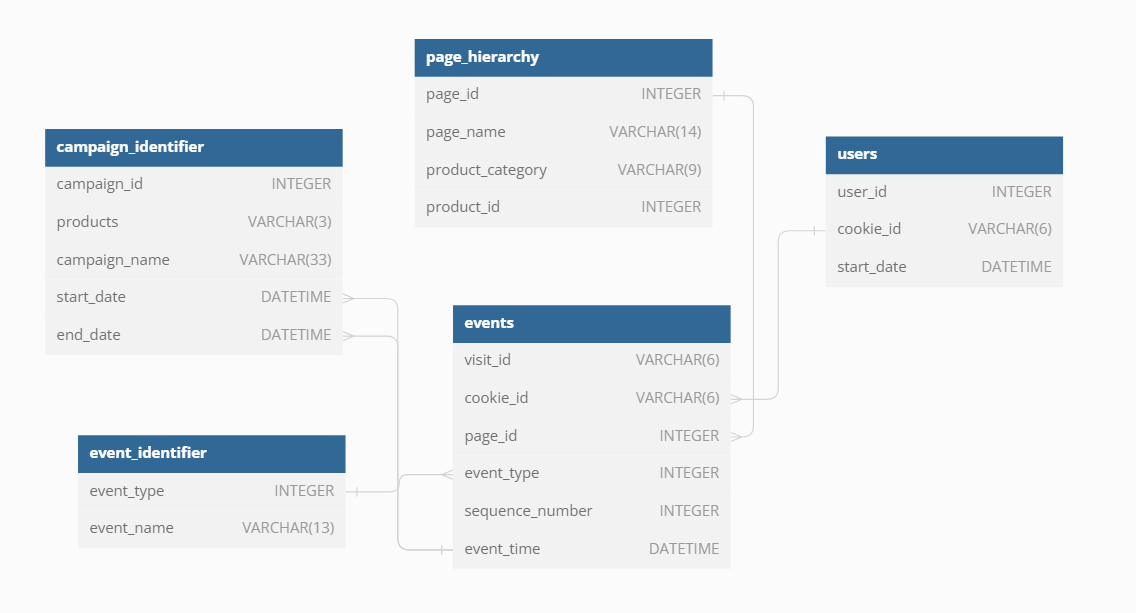 page_hierarchy
page_id INTEGER
page_name VARCHAR(14)
product_category VARCHAR(9)
product_id INTEGER
campaign_identifier
campaign_id INTEGER
products VARCHAR(3)
campaign_name VARCHAR(33)
start_date DATETIME
end_date DATETIME
users
user_id INTEGER
cookie_id VARCHAR(6)
start_date DATETIME
events
visit_id VARCHAR(6)
cookie_id VARCHAR(6)
page_id INTEGER
event_type INTEGER
sequence_number INTEGER
event_time DATETIME
event_identifier
event_type INTEGER
event_name VARCHAR(13)